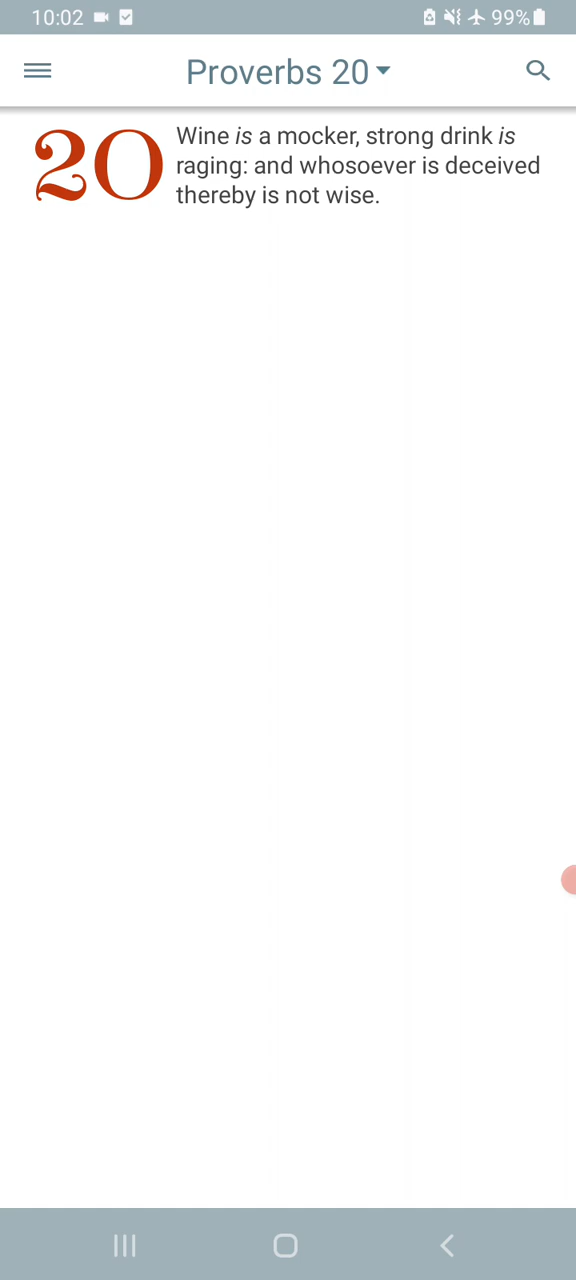 10:02 99%
Proverbs 20
20 Wine is a mocker, strong drink is
raging: and whosoever is deceived
thereby is not wise.